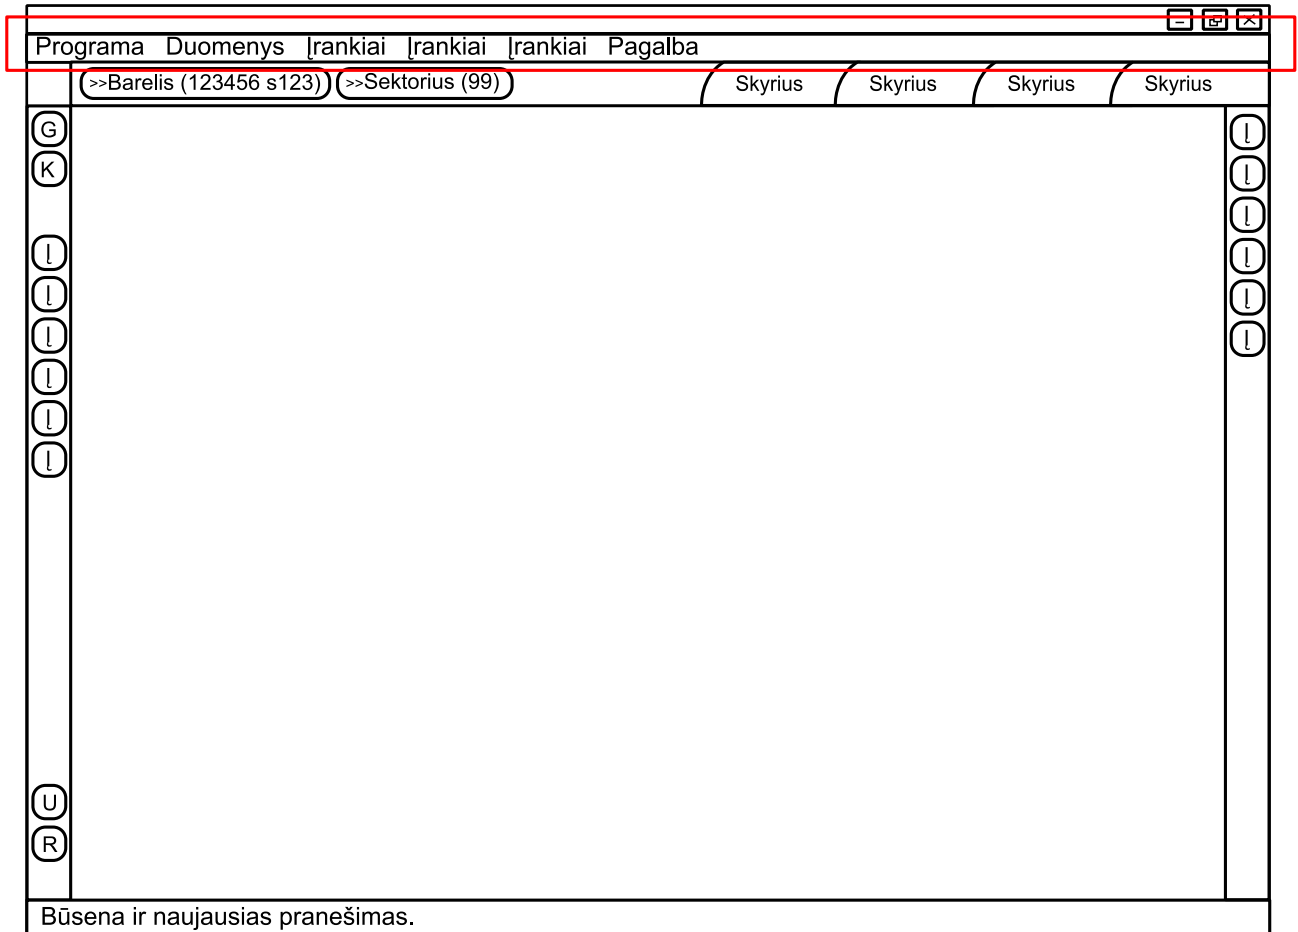 Programa Duomenys Įrankiai Įrankiai Įrankiai Pagalba
>>Barelis (123456 s123) >>Sektorius (99) Skyrius Skyrius Skyrius Skyrius
G Į
K Į
Į
Į Į
Į Į
Į Į
Į
Į
Į
U
R
Būsena ir naujausias pranešimas.